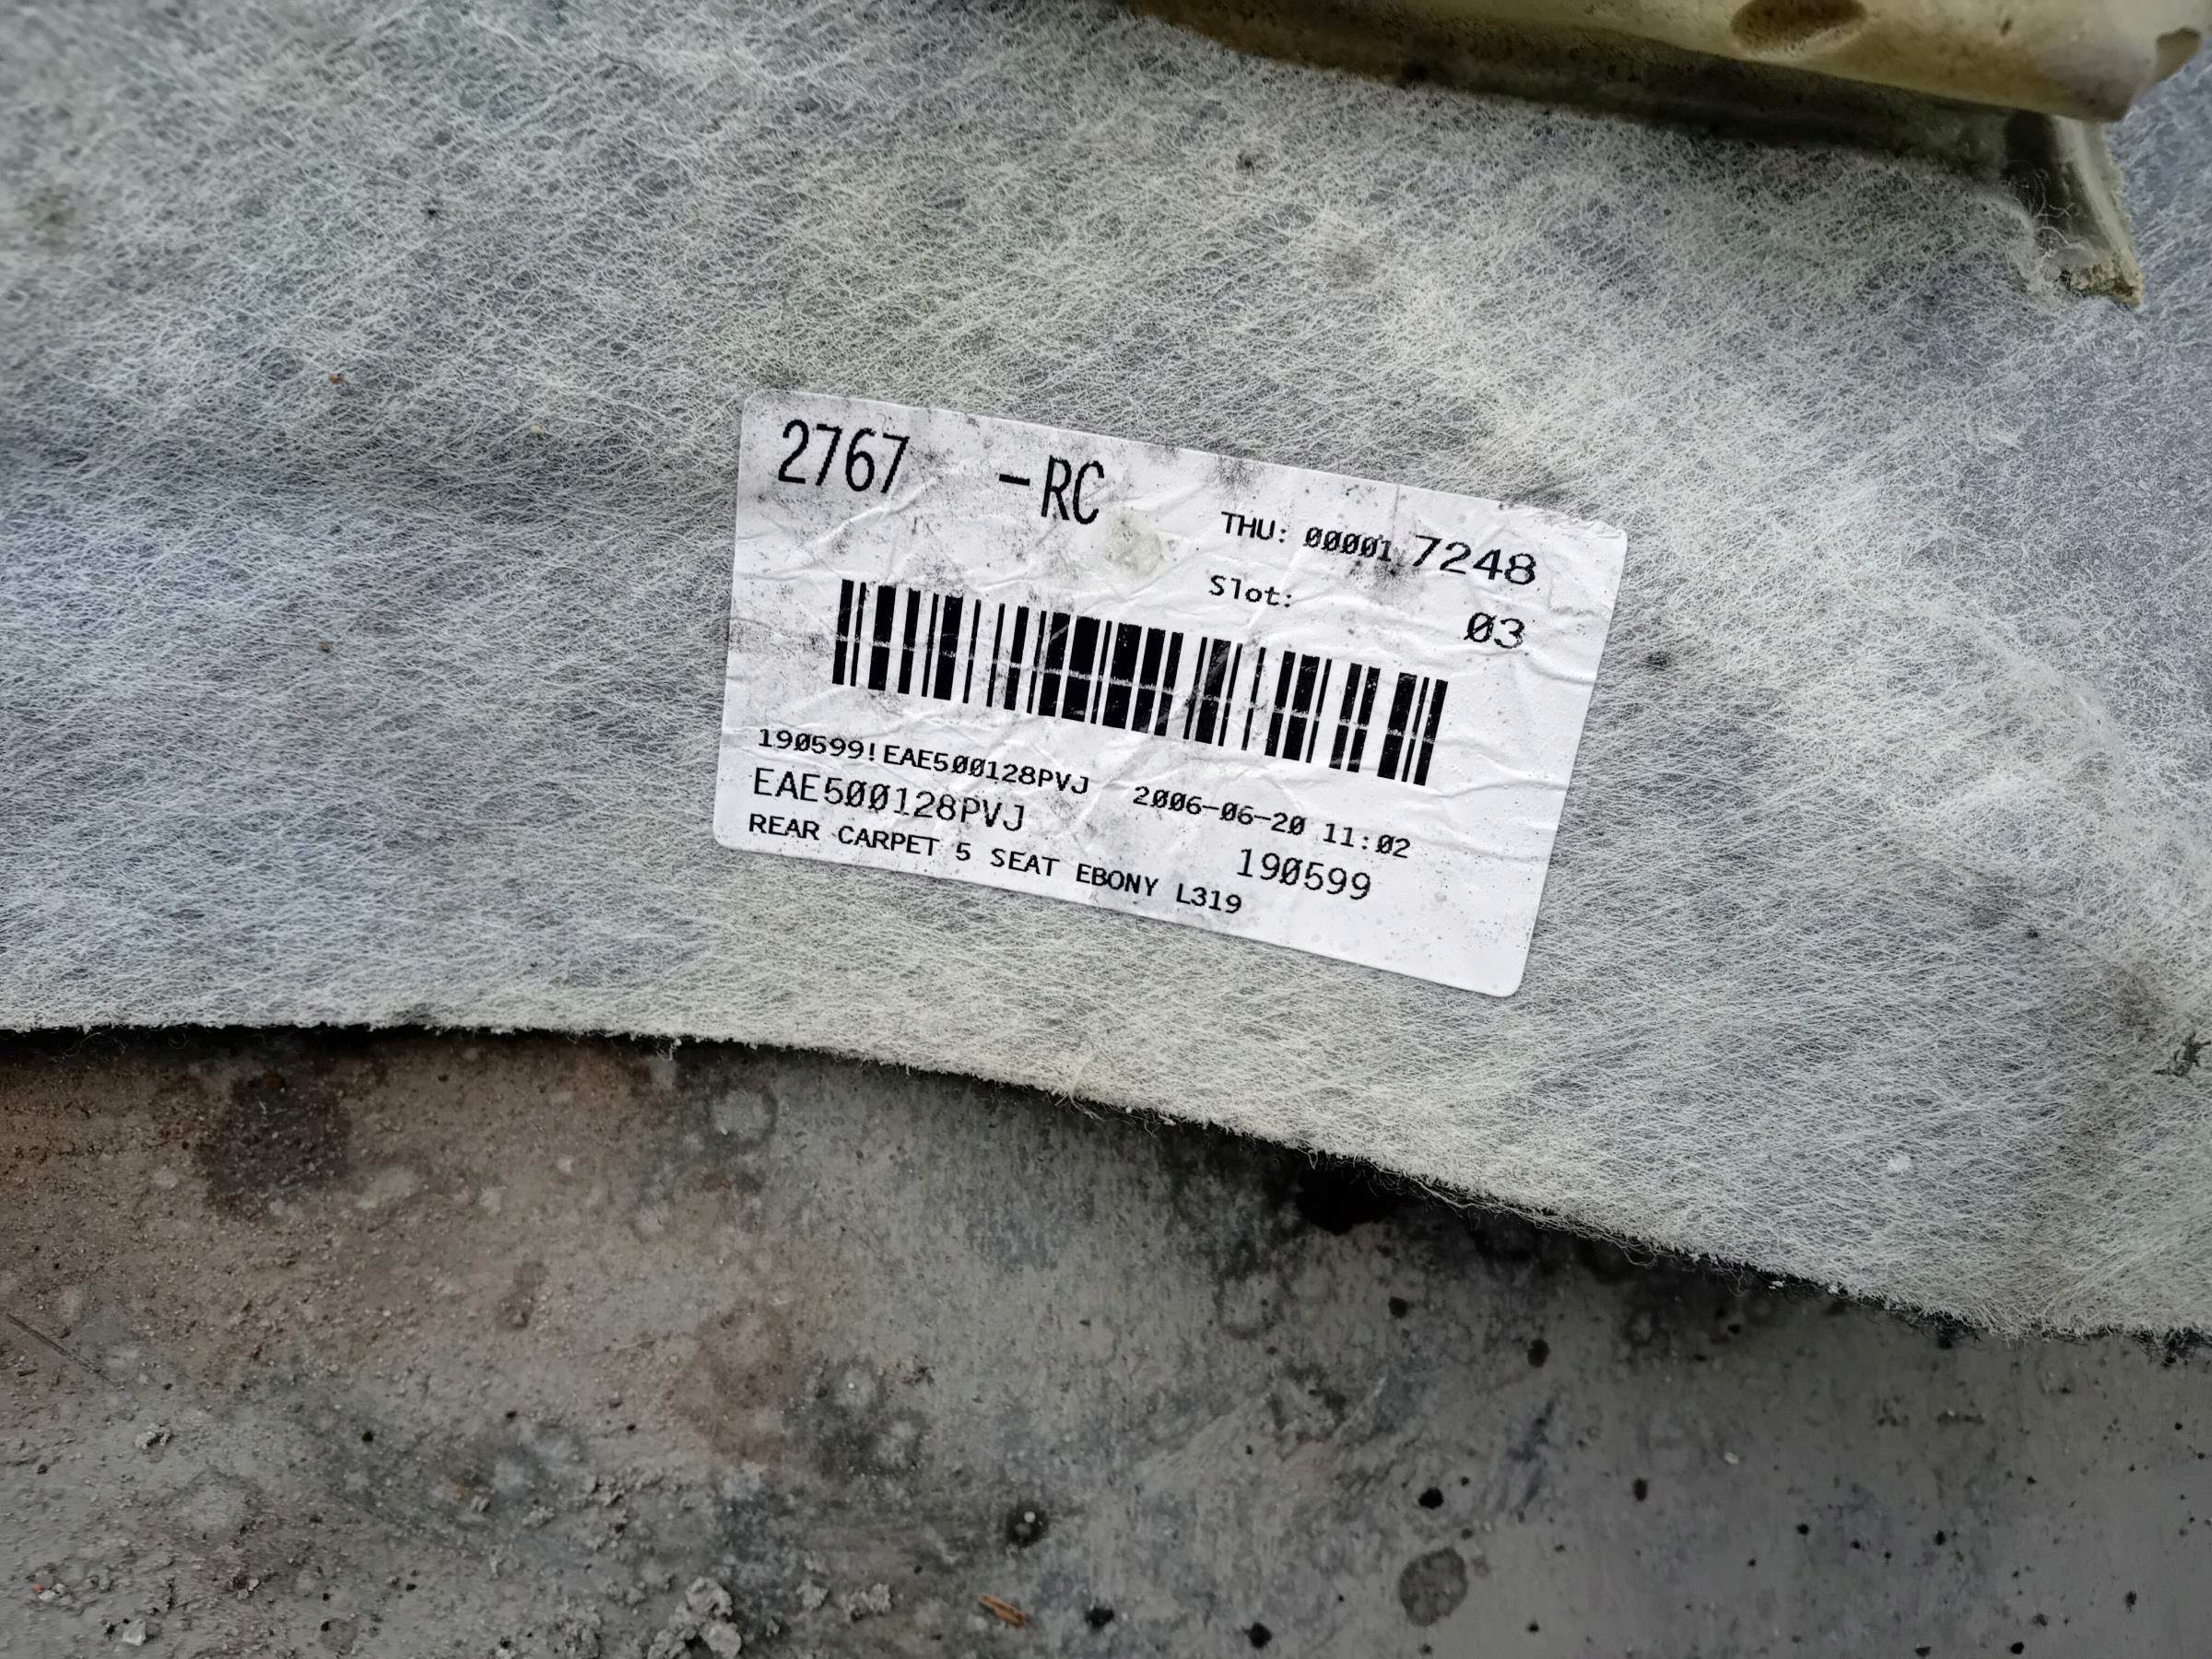 2767 -RC
THU: 00001 7248
Slot: 03
190599!EAE500128PVJ 2006-06-20 11:02
EAE500128PVJ 190599
REAR CARPET 5 SEAT EBONY L319